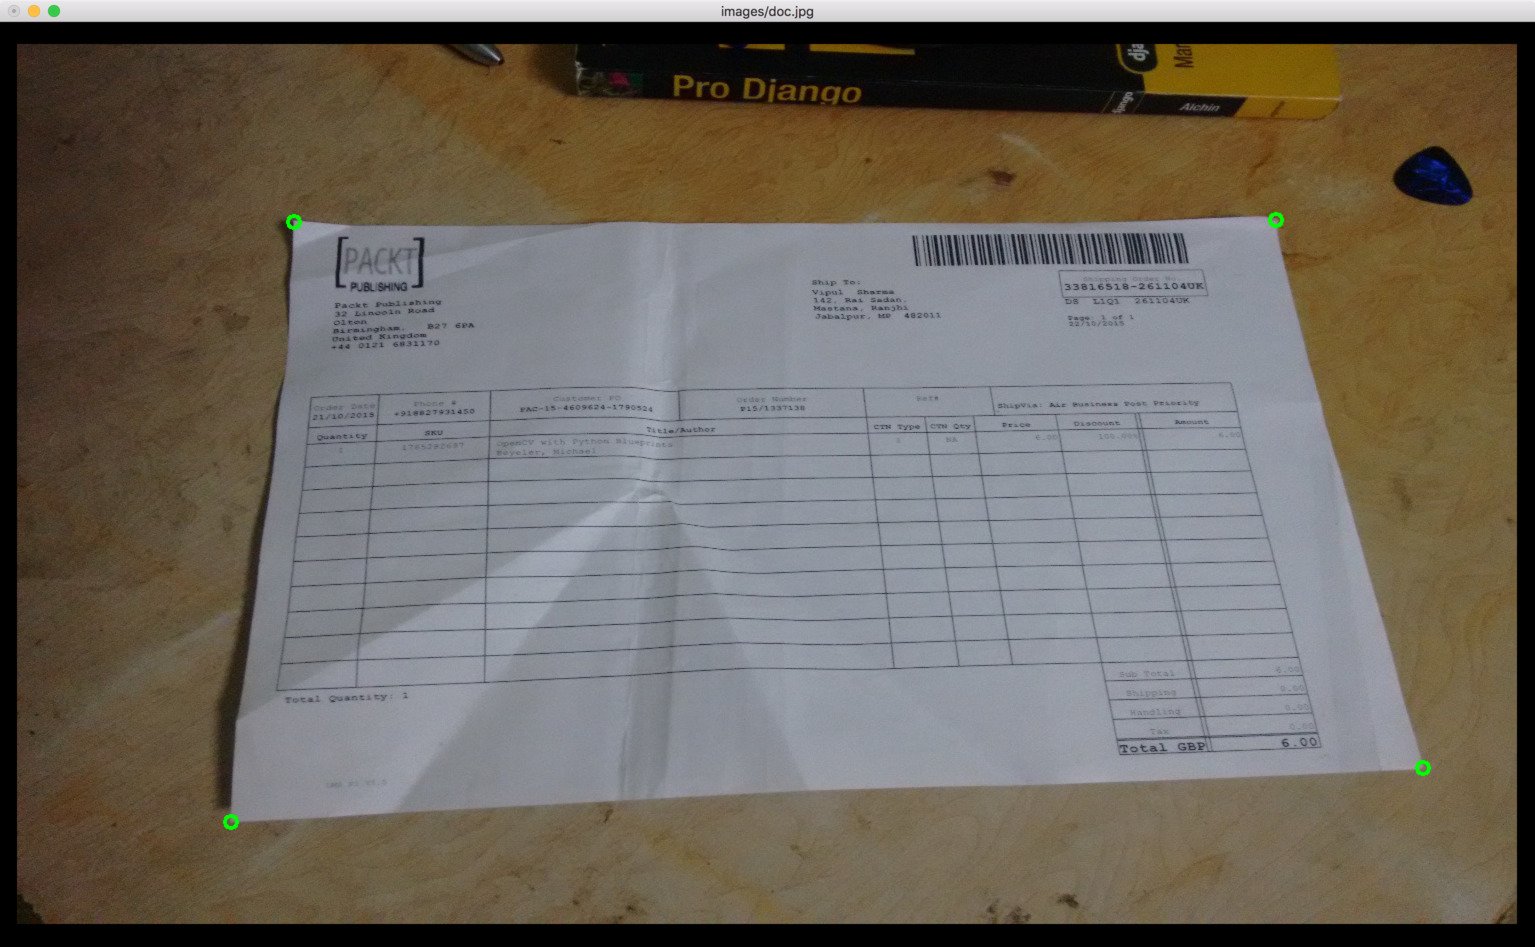 images/doc.jpg
Pro Django
django
Alchin
PACKT
PUBLISHING
Packt Publishing
32 Lincoln Road
Olton
Birmingham, B27 6PA
United Kingdom
+44 0121 6831170
Ship To:
Vipul Sharma
142, Rai Sadan,
Mastana, Ranjhi
Jabalpur, MP 482011
Shipping Order No.
33816518-261104UK
DS LIQ1 261104UK
Page: 1 of 1
22/10/2015
Order Date Phone # Customer PO Order Number Ref# ShipVia: Air Business Post Priority
21/10/2015 +918827931450 PAC-15-4609624-1790524 P15/1337138
Quantity SKU Title/Author CTN Type CTN Qty Price Discount Amount
1 1785282697 OpenCV with Python Blueprints 1 NA 6.00 100.00% 6.00
Beyeler, Michael
Sub Total 6.00
Shipping 0.00
Handling 0.00
Tax 0.00
Total GBP 6.00
Total Quantity: 1